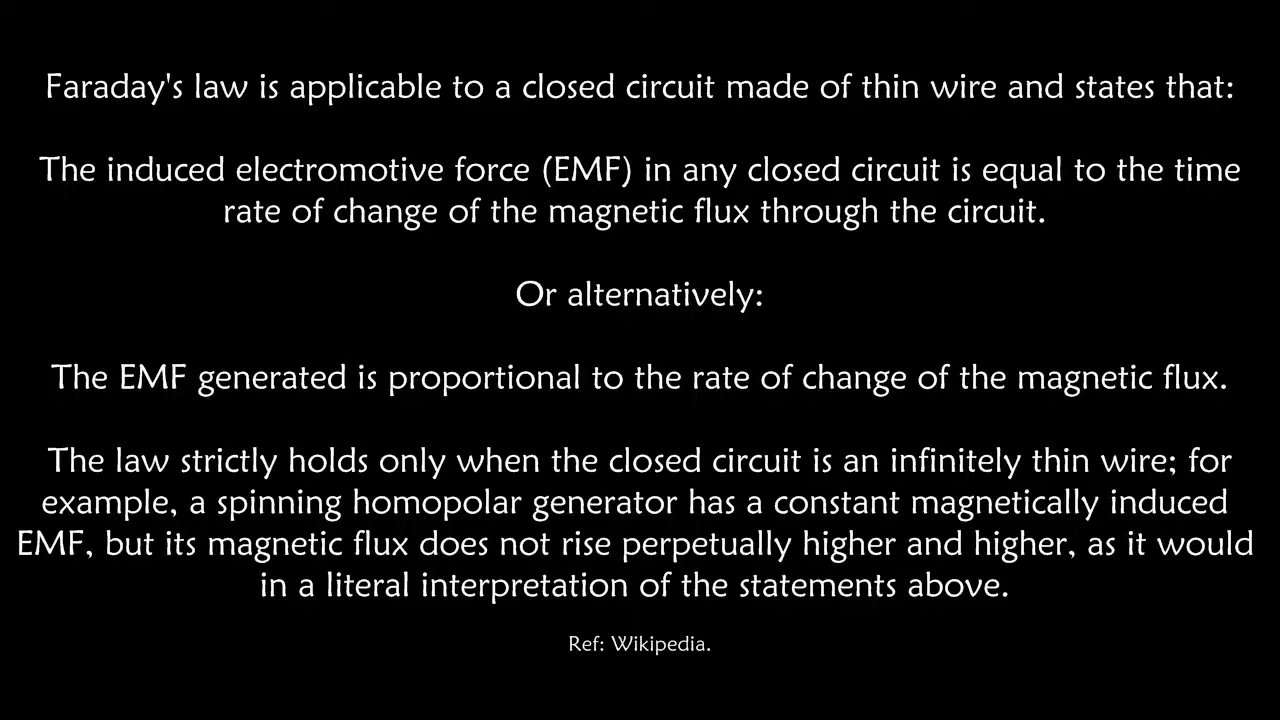 Faraday's law is applicable to a closed circuit made of thin wire and states that:
The induced electromotive force (EMF) in any closed circuit is equal to the time
rate of change of the magnetic flux through the circuit.
Or alternatively:
The EMF generated is proportional to the rate of change of the magnetic flux.
The law strictly holds only when the closed circuit is an infinitely thin wire; for
example, a spinning homopolar generator has a constant magnetically induced
EMF, but its magnetic flux does not rise perpetually higher and higher, as it would
in a literal interpretation of the statements above.
Ref: Wikipedia.